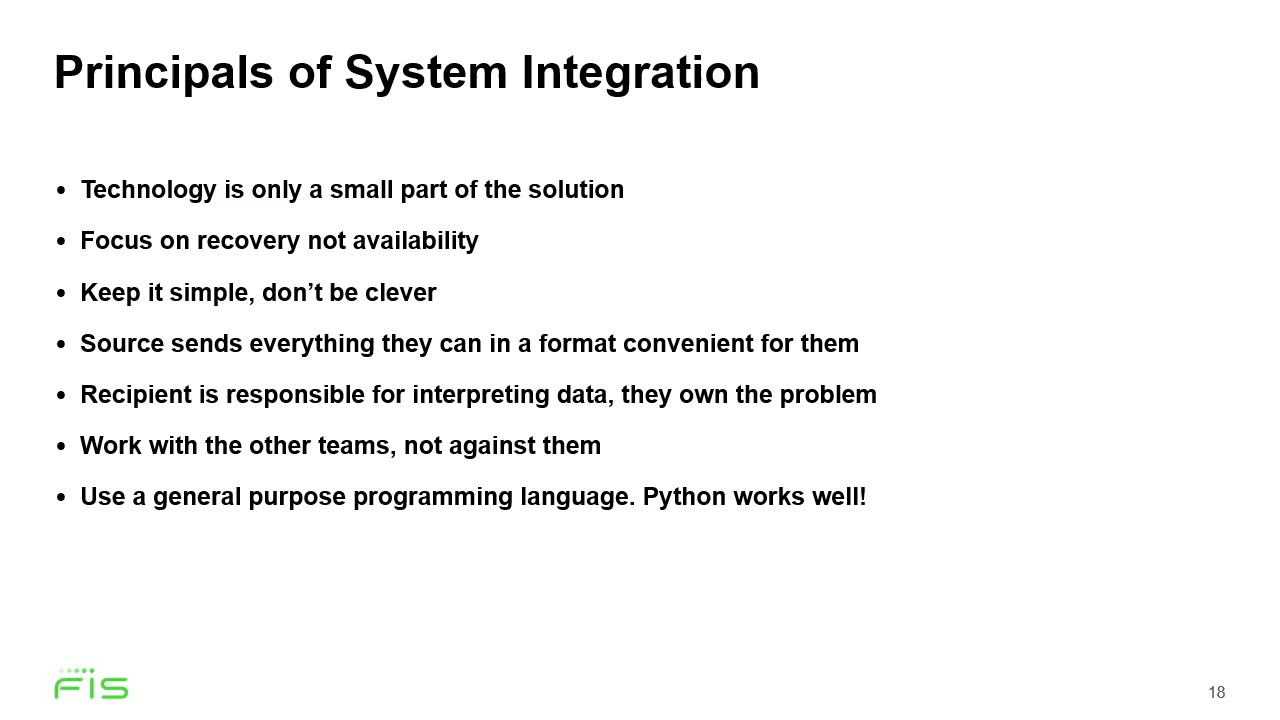 Principals of System Integration
• Technology is only a small part of the solution
• Focus on recovery not availability
• Keep it simple, don’t be clever
• Source sends everything they can in a format convenient for them
• Recipient is responsible for interpreting data, they own the problem
• Work with the other teams, not against them
• Use a general purpose programming language. Python works well!
FIS
18